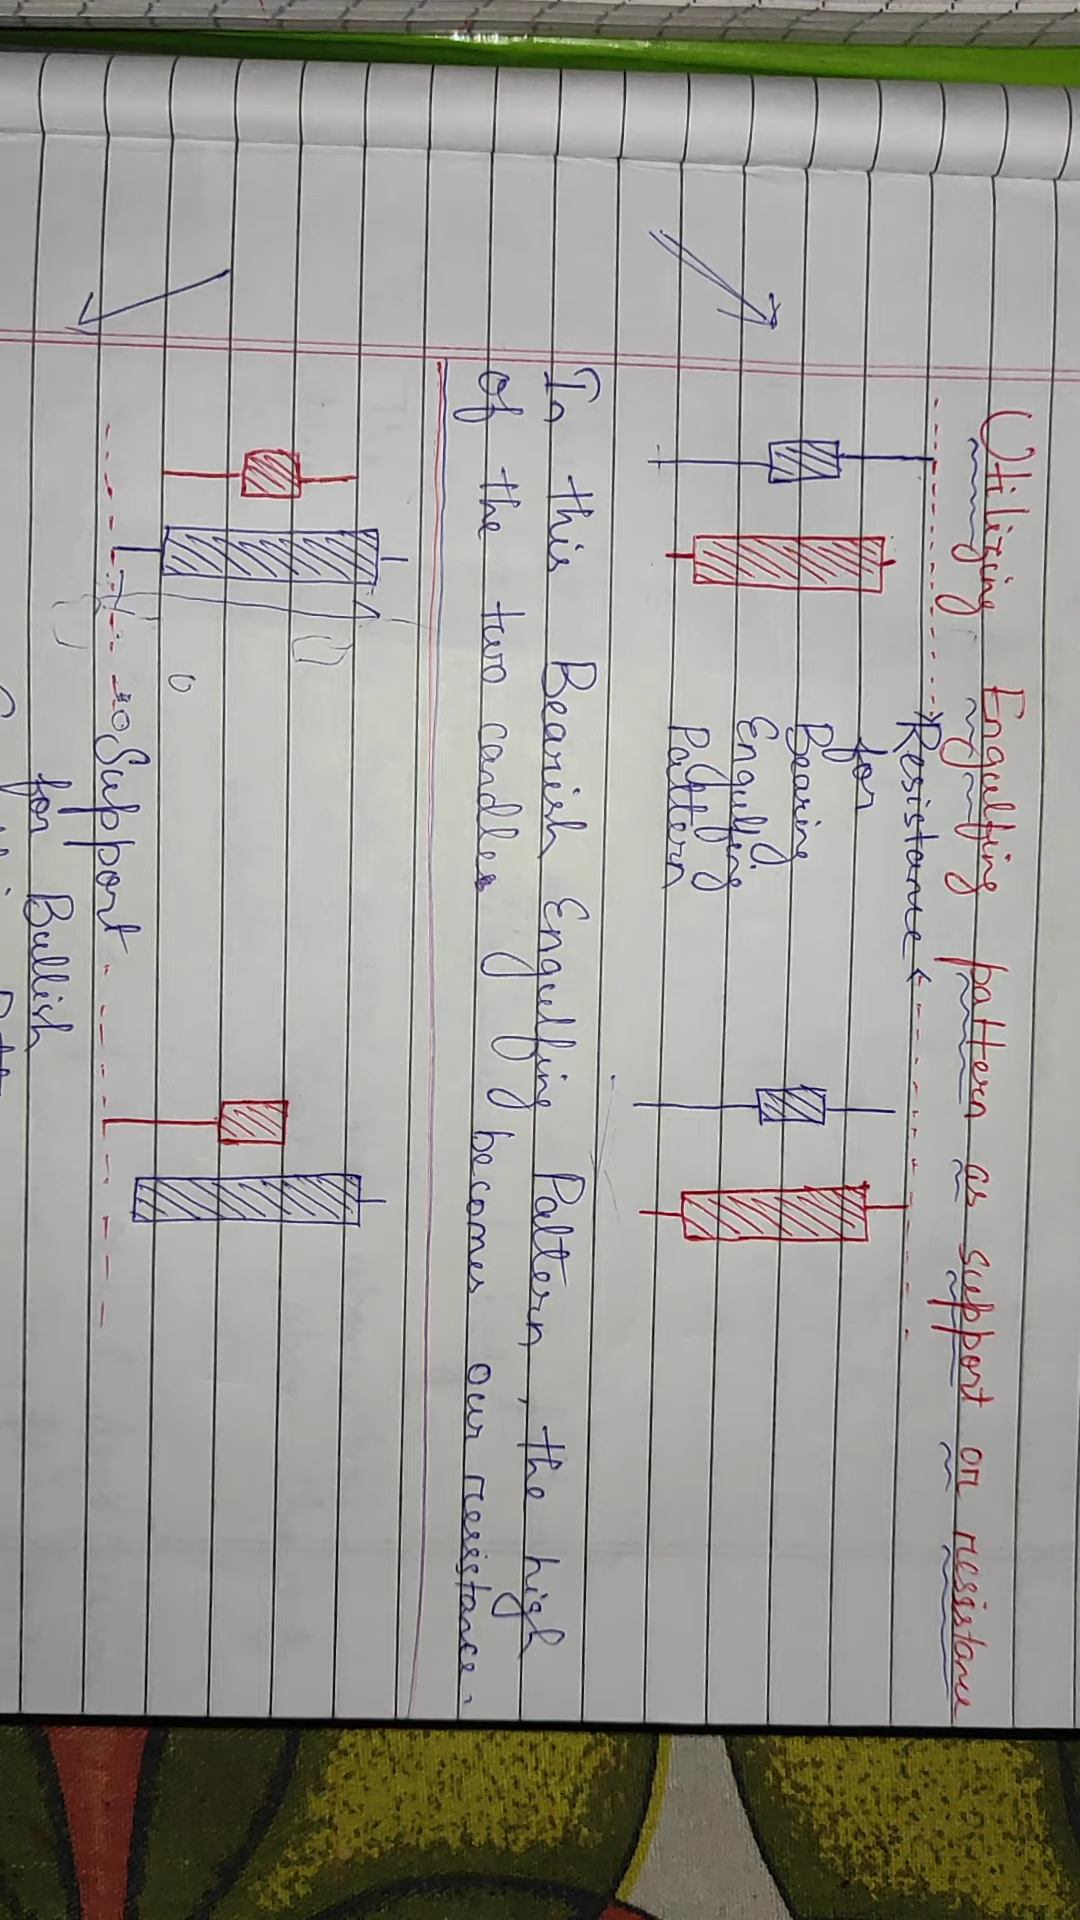 Utilizing Engulfing pattern as support or resistance
Resistance
for
Bearing
Engulfing
Pattern
In this Bearish Engulfing Pattern, the high
of the two candles becomes our resistance.
Support
for Bullish